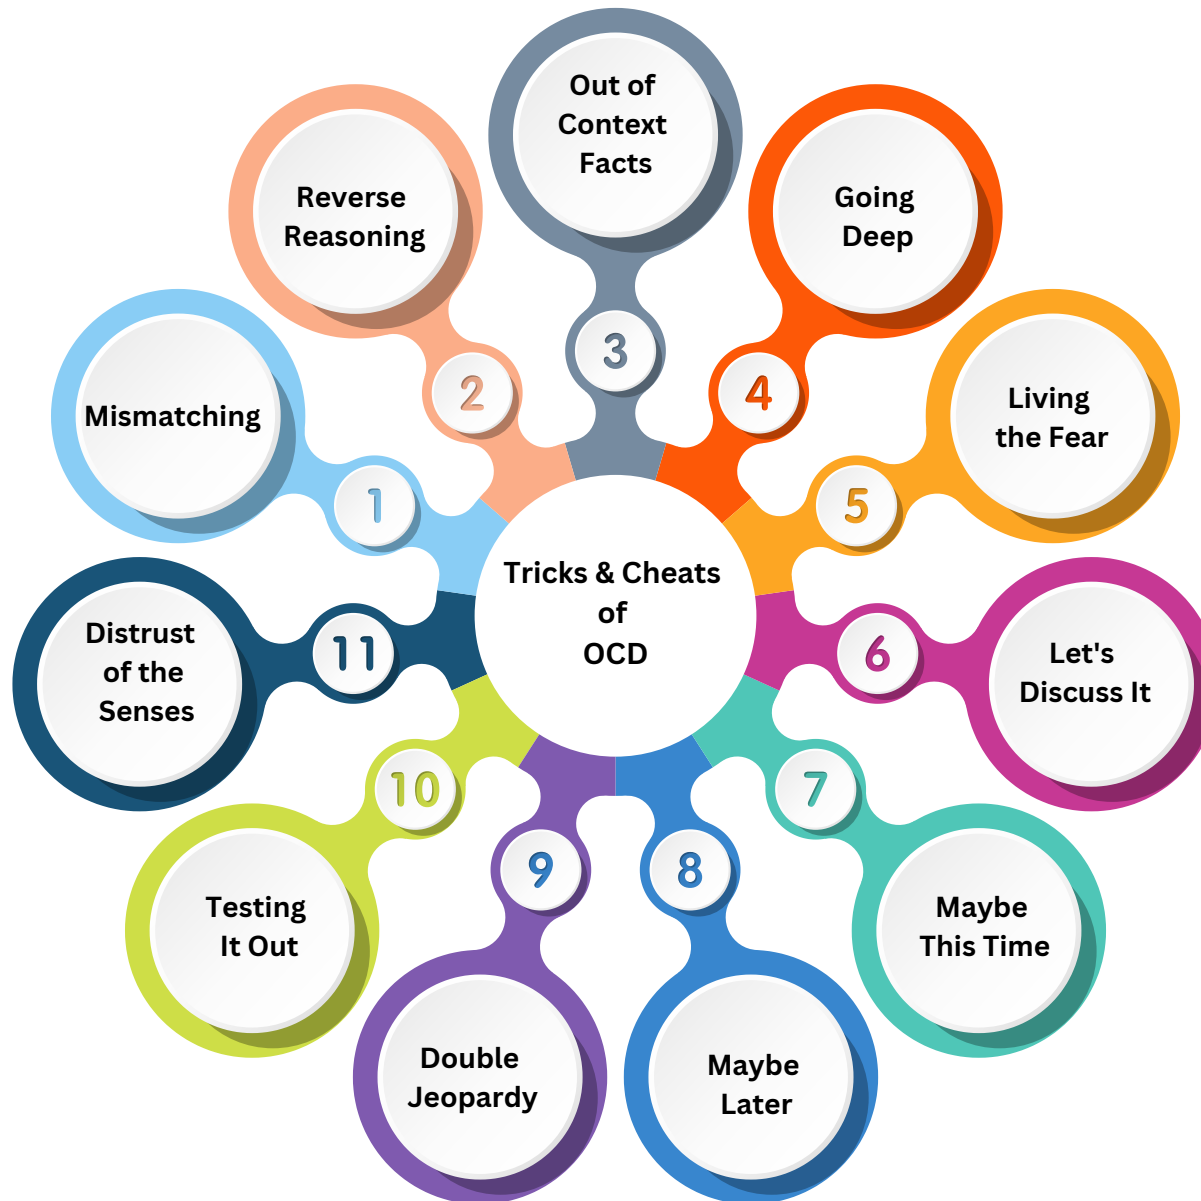 Tricks & Cheats
of
OCD
1
Mismatching
2
Reverse
Reasoning
3
Out of
Context
Facts
4
Going
Deep
5
Living
the Fear
6
Let's
Discuss It
7
Maybe
This Time
8
Maybe
Later
9
Double
Jeopardy
10
Testing
It Out
11
Distrust
of the
Senses